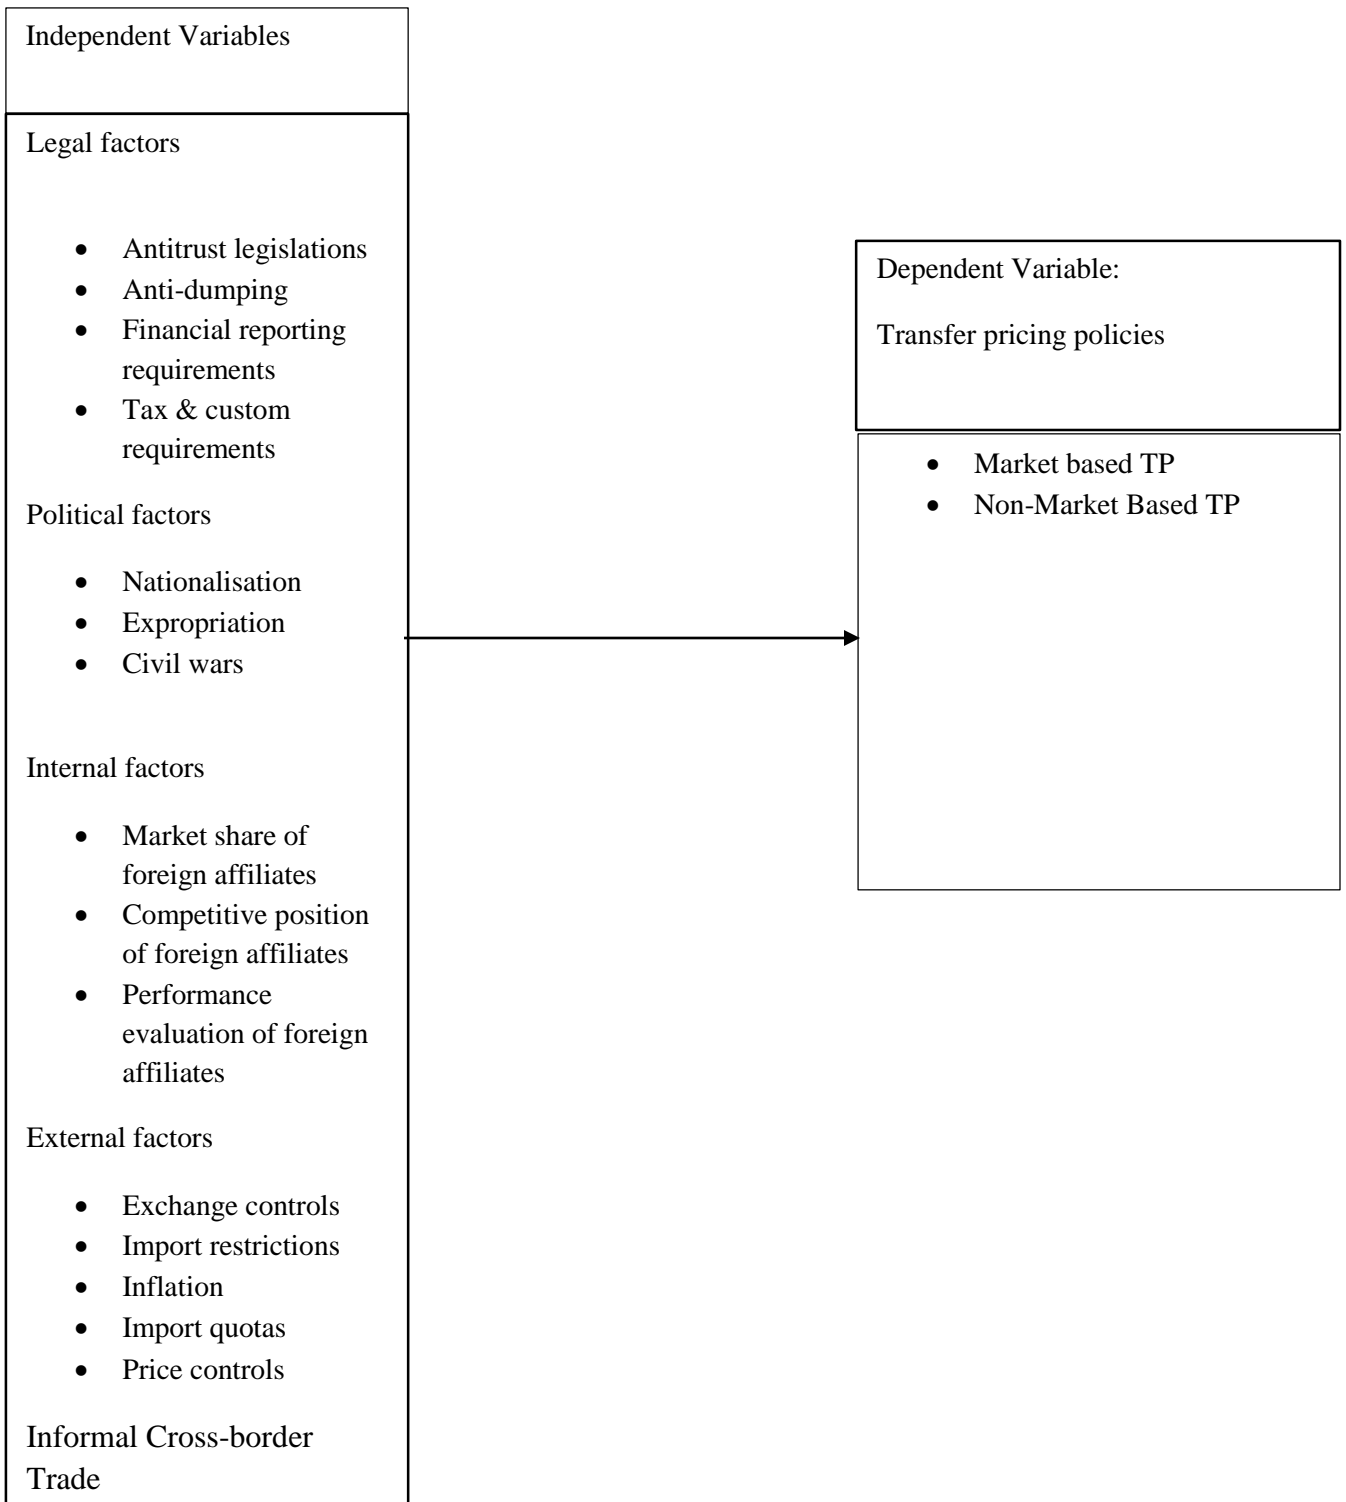 Independent Variables
Legal factors
• Antitrust legislations
• Anti-dumping
• Financial reporting
requirements
• Tax & custom
requirements
Political factors
• Nationalisation
• Expropriation
• Civil wars
Internal factors
• Market share of
foreign affiliates
• Competitive position
of foreign affiliates
• Performance
evaluation of foreign
affiliates
External factors
• Exchange controls
• Import restrictions
• Inflation
• Import quotas
• Price controls
Informal Cross-border
Trade
Dependent Variable:
Transfer pricing policies
• Market based TP
• Non-Market Based TP